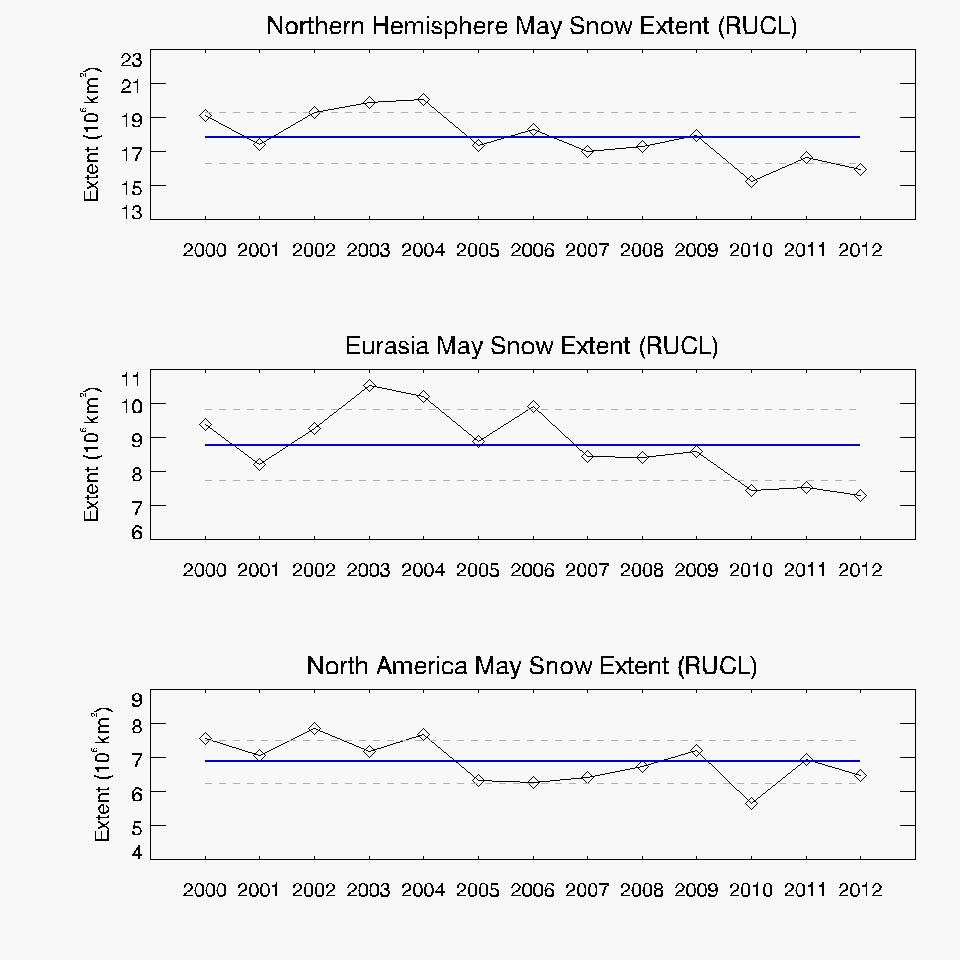 Northern Hemisphere May Snow Extent (RUCL)
Extent (10⁶ km²)
23
21
19
17
15
13
2000 2001 2002 2003 2004 2005 2006 2007 2008 2009 2010 2011 2012
Eurasia May Snow Extent (RUCL)
Extent (10⁶ km²)
11
10
9
8
7
6
2000 2001 2002 2003 2004 2005 2006 2007 2008 2009 2010 2011 2012
North America May Snow Extent (RUCL)
Extent (10⁶ km²)
9
8
7
6
5
4
2000 2001 2002 2003 2004 2005 2006 2007 2008 2009 2010 2011 2012